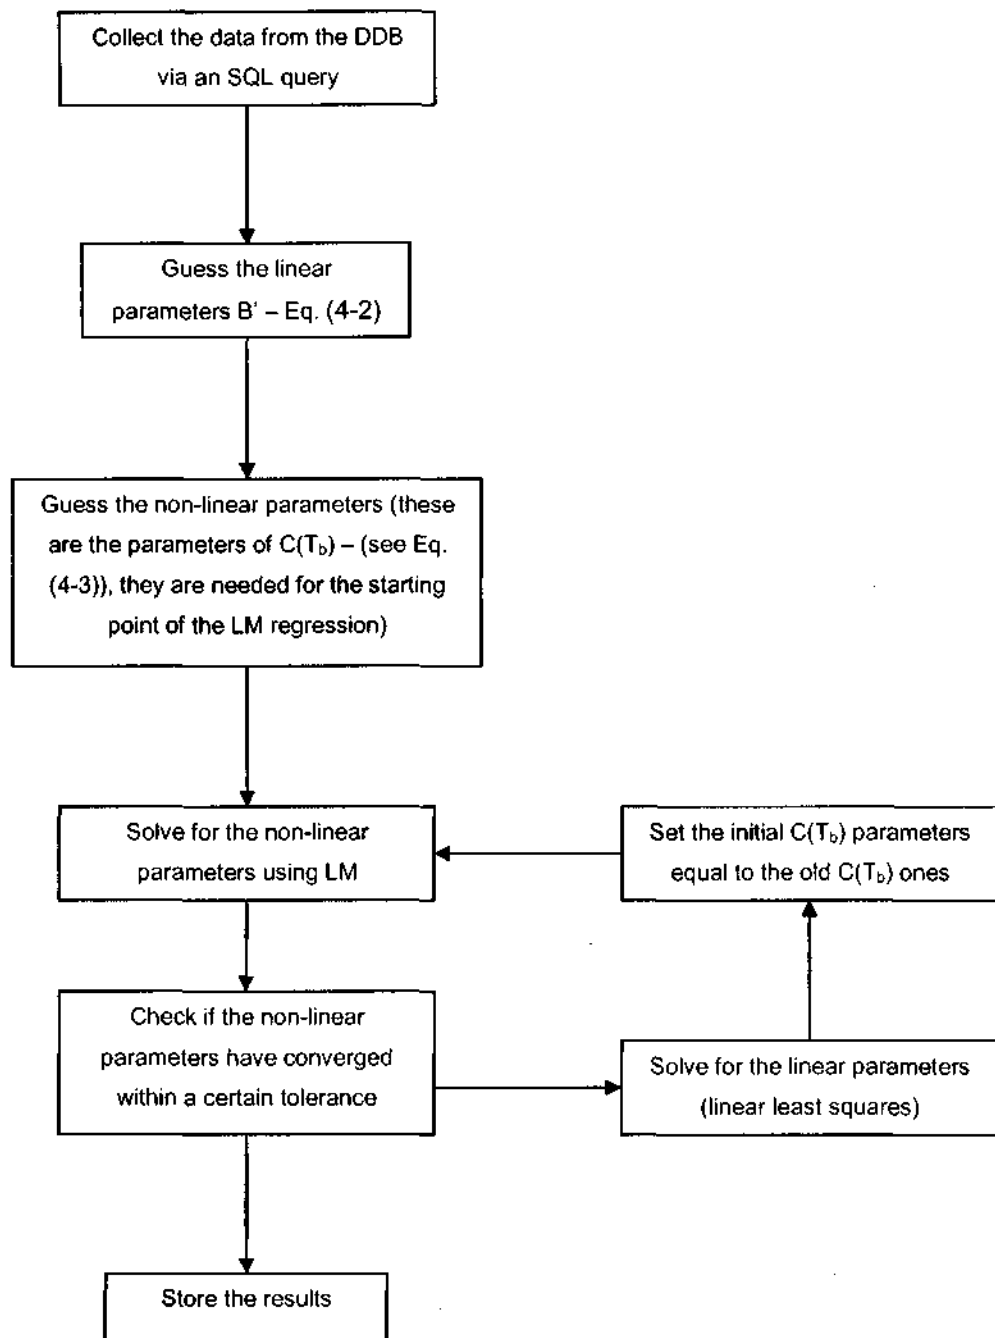 Collect the data from the DDB
via an SQL query
Guess the linear
parameters B' – Eq. (4-2)
Guess the non-linear parameters (these
are the parameters of C(Tb) – (see Eq.
(4-3)), they are needed for the starting
point of the LM regression)
Solve for the non-linear
parameters using LM
Set the initial C(Tb) parameters
equal to the old C(Tb) ones
Check if the non-linear
parameters have converged
within a certain tolerance
Solve for the linear parameters
(linear least squares)
Store the results